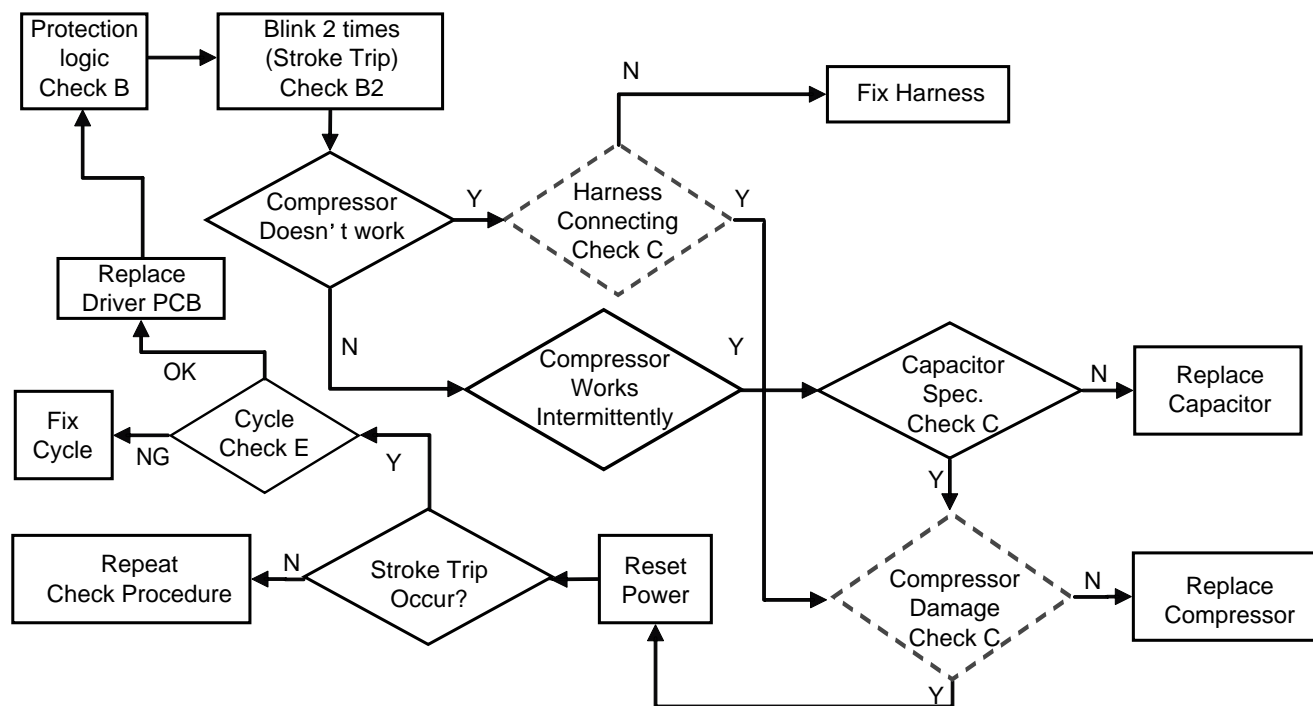 Protection
logic
Check B
Blink 2 times
(Stroke Trip)
Check B2
N
Fix Harness
Compressor
Doesn' t work
Y
Harness
Connecting
Check C
Y
Replace
Driver PCB
N
Compressor
Works
Intermittently
Y
Capacitor
Spec.
Check C
N
Replace
Capacitor
OK
Fix
Cycle
NG
Cycle
Check E
Y
Y
Repeat
Check Procedure
N
Stroke Trip
Occur?
Reset
Power
Compressor
Damage
Check C
N
Replace
Compressor
Y